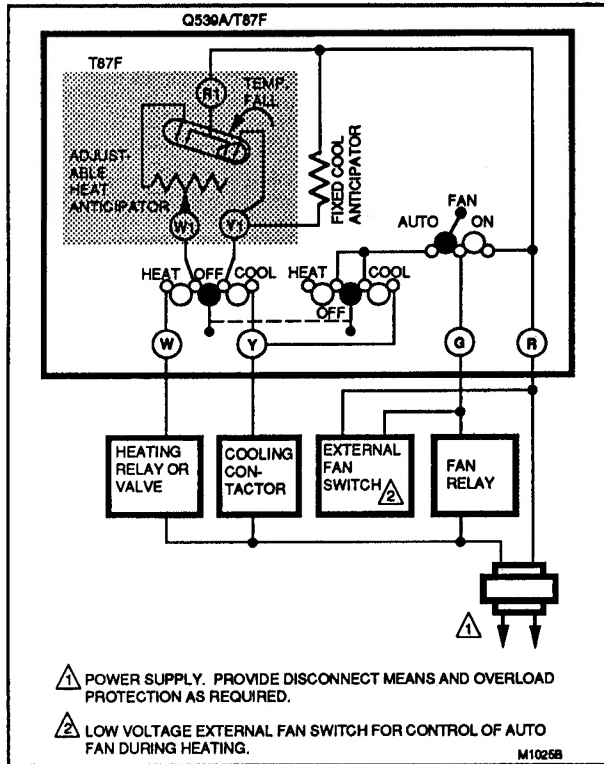 Q539A/T87F
T87F
R1
TEMP.
FALL
ADJUST-
ABLE
HEAT
ANTICIPATOR
W1
Y1
FIXED COOL
ANTICIPATOR
FAN
AUTO
ON
HEAT
OFF
COOL
HEAT
COOL
OFF
W
Y
G
R
HEATING
RELAY OR
VALVE
COOLING
CON-
TACTOR
EXTERNAL
FAN
SWITCH
2
FAN
RELAY
1
1 POWER SUPPLY. PROVIDE DISCONNECT MEANS AND OVERLOAD
PROTECTION AS REQUIRED.
2 LOW VOLTAGE EXTERNAL FAN SWITCH FOR CONTROL OF AUTO
FAN DURING HEATING.
M1025B